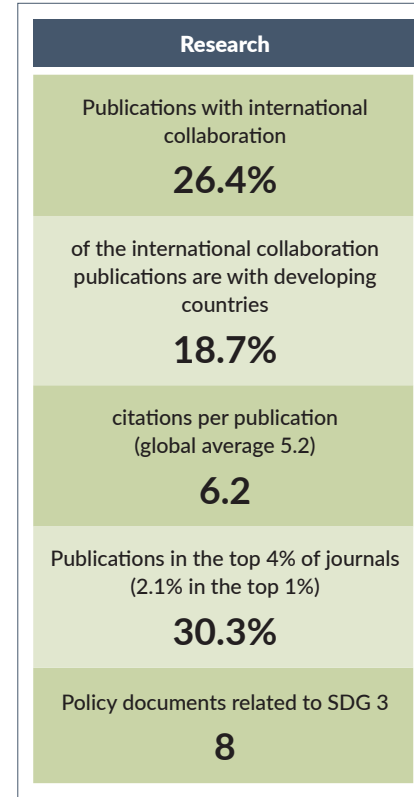 Research
Publications with international
collaboration
26.4%
of the international collaboration
publications are with developing
countries
18.7%
citations per publication
(global average 5.2)
6.2
Publications in the top 4% of journals
(2.1% in the top 1%)
30.3%
Policy documents related to SDG 3
8